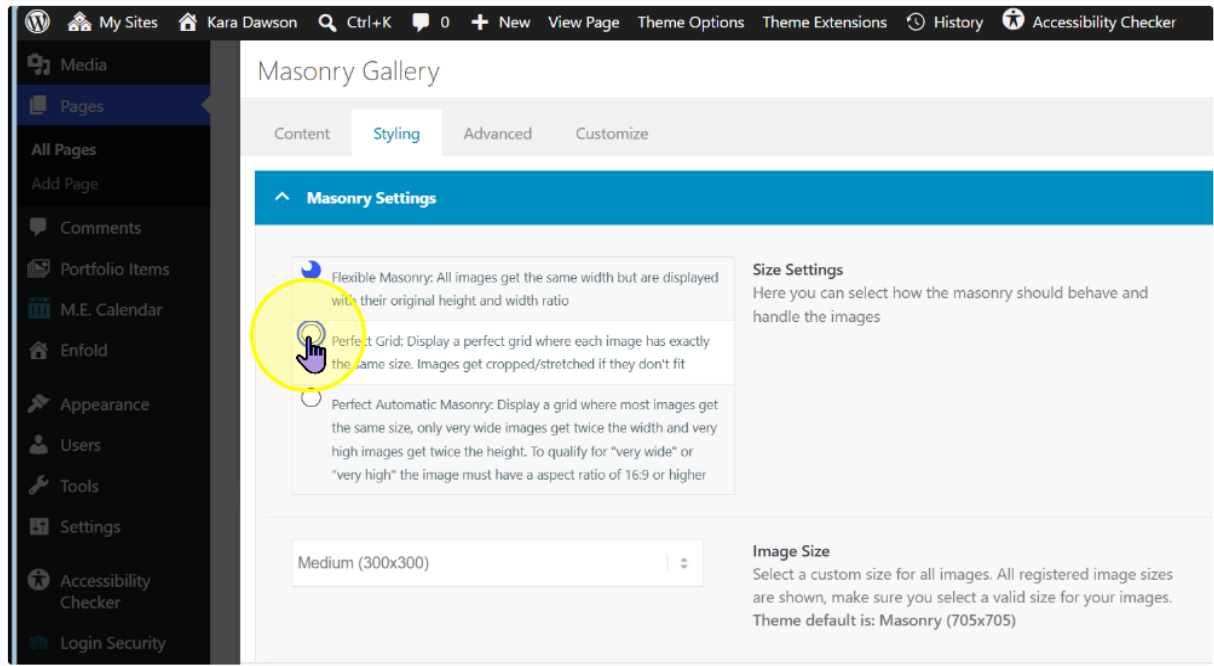 My Sites Kara Dawson Ctrl+K 0 New View Page Theme Options Theme Extensions History Accessibility Checker
Media
Pages
All Pages
Add Page
Comments
Portfolio Items
M.E. Calendar
Enfold
Appearance
Users
Tools
Settings
Accessibility
Checker
Login Security
Masonry Gallery
Content Styling Advanced Customize
Masonry Settings
Flexible Masonry: All images get the same width but are displayed
with their original height and width ratio
Perfect Grid: Display a perfect grid where each image has exactly
the same size. Images get cropped/stretched if they don't fit
Perfect Automatic Masonry: Display a grid where most images get
the same size, only very wide images get twice the width and very
high images get twice the height. To qualify for "very wide" or
"very high" the image must have a aspect ratio of 16:9 or higher
Size Settings
Here you can select how the masonry should behave and
handle the images
Medium (300x300)
Image Size
Select a custom size for all images. All registered image sizes
are shown, make sure you select a valid size for your images.
Theme default is: Masonry (705x705)